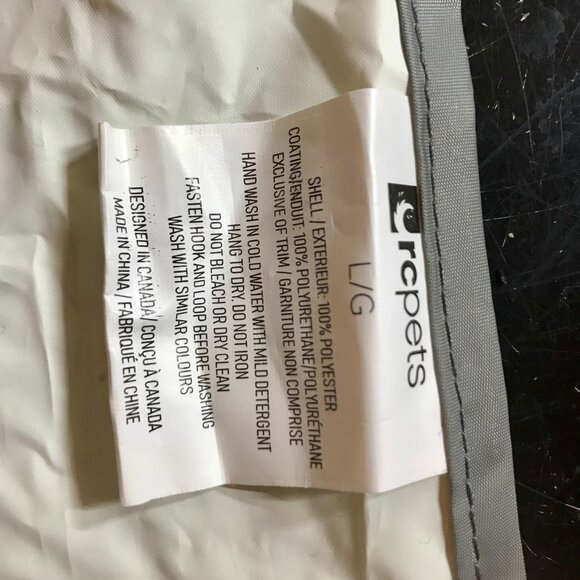 rcpets
L/G
SHELL / EXTERIEUR: 100% POLYESTER
COATING/ENDUIT: 100% POLYURETHANE/POLYURÉTHANE
EXCLUSIVE OF TRIM / GARNITURE NON COMPRISE
HAND WASH IN COLD WATER WITH MILD DETERGENT
HANG TO DRY. DO NOT IRON
DO NOT BLEACH OR DRY CLEAN
FASTEN HOOK AND LOOP BEFORE WASHING
WASH WITH SIMILAR COLOURS
DESIGNED IN CANADA/ CONÇU À CANADA
MADE IN CHINA / FABRIQUÉ EN CHINE